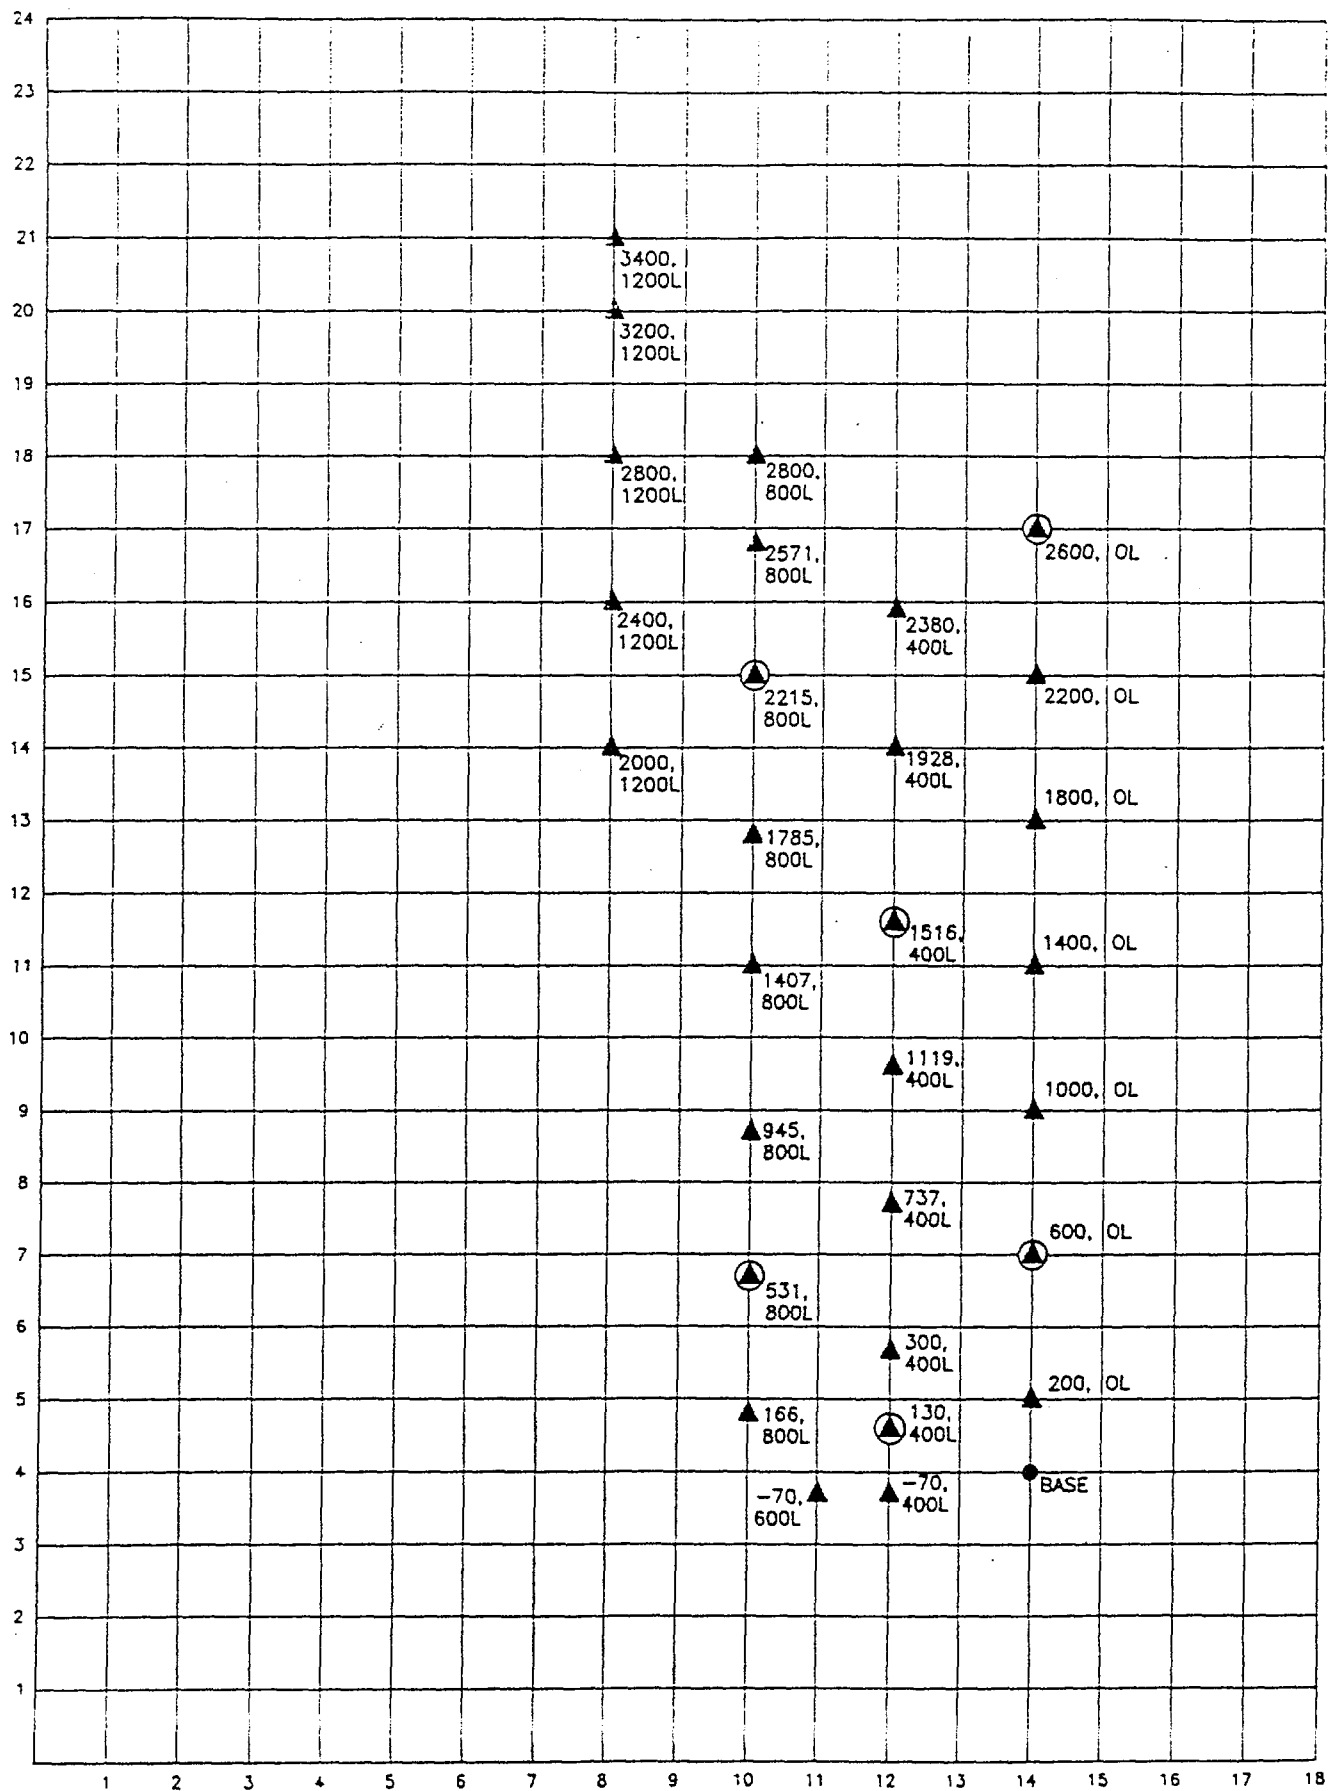 24
23
22
21
3400,
1200L
20
3200,
1200L
19
18
2800,
1200L
2800,
800L
17
2571,
800L
2600, OL
16
2400,
1200L
2380,
400L
15
2215,
800L
2200, OL
14
2000,
1200L
1928,
400L
1800, OL
13
1785,
800L
12
1516,
400L
1400, OL
11
1407,
800L
10
1119,
400L
1000, OL
9
945,
800L
8
737,
400L
600, OL
7
531,
800L
6
300,
400L
200, OL
5
166,
800L
130,
400L
4
BASE
-70,
600L
-70,
400L
3
2
1
1 2 3 4 5 6 7 8 9 10 11 12 13 14 15 16 17 18